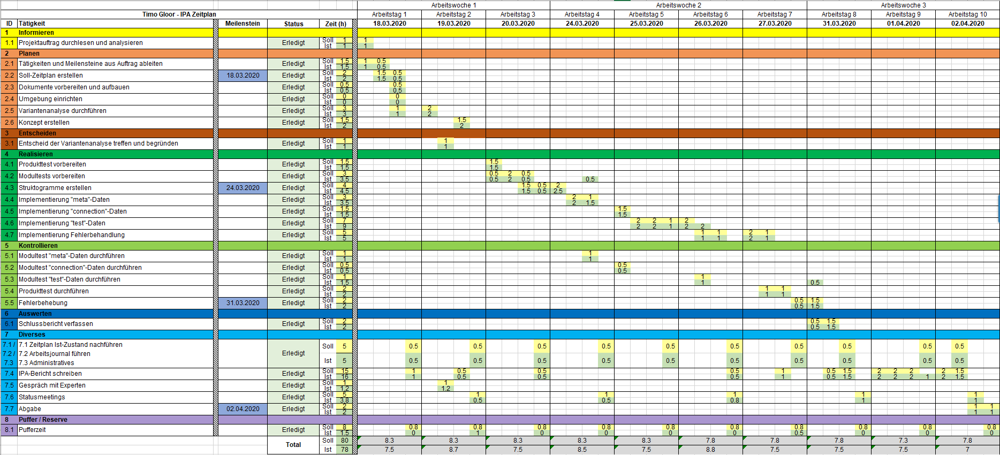 Arbeitswoche 1 Arbeitswoche 2 Arbeitswoche 3
Timo Gloor - IPA Zeitplan Arbeitstag 1 Arbeitstag 2 Arbeitstag 3 Arbeitstag 4 Arbeitstag 5 Arbeitstag 6 Arbeitstag 7 Arbeitstag 8 Arbeitstag 9 Arbeitstag 10
ID Tätigkeit Meilenstein Status Zeit (h) 18.03.2020 19.03.2020 20.03.2020 24.03.2020 25.03.2020 26.03.2020 27.03.2020 31.03.2020 01.04.2020 02.04.2020
1 Informieren
1.1 Projektauftrag durchlesen und analysieren Erledigt Soll 1 1
Ist 1 1
2 Planen
2.1 Tätigkeiten und Meilensteine aus Auftrag ableiten Erledigt Soll 1.5 1 0.5
Ist 1.5 1 0.5
2.2 Soll-Zeitplan erstellen 18.03.2020 Erledigt Soll 2 1.5 0.5
Ist 2 1.5 0.5
2.3 Dokumente vorbereiten und aufbauen Erledigt Soll 0.5 0.5
Ist 0.5 0.5
2.4 Umgebung einrichten Erledigt Soll 0 0
Ist 0 0
2.5 Variantenanalyse durchführen Erledigt Soll 3 1 2
Ist 3 1 2
2.6 Konzept erstellen Erledigt Soll 1.5 1.5
Ist 2 2
3 Entscheiden
3.1 Entscheid der Variantenanalyse treffen und begründen Erledigt Soll 1 1
Ist 1 1
4 Realisieren
4.1 Produkttest vorbereiten Erledigt Soll 1.5 1.5
Ist 1.5 1.5
4.2 Modultests vorbereiten Erledigt Soll 3 0.5 2 0.5
Ist 3.5 0.5 2 0.5 0.5
4.3 Struktogramme erstellen 24.03.2020 Erledigt Soll 4 1.5 0.5 2
Ist 4.5 1.5 0.5 2.5
4.4 Implementierung "meta"-Daten Erledigt Soll 3 2 1
Ist 3.5 2 1.5
4.5 Implementierung "connection"-Daten Erledigt Soll 1.5 1.5
Ist 1.5 1.5
4.6 Implementierung "test"-Daten Erledigt Soll 7 2 2 1 2
Ist 9 2 2 1 2 2
4.7 Implementierung Fehlerbehandlung Erledigt Soll 5 1 1 2 1
Ist 5 1 1 2 1
5 Kontrollieren
5.1 Modultest "meta"-Daten durchführen Erledigt Soll 1 1
Ist 1 1
5.2 Modultest "connection"-Daten durchführen Erledigt Soll 0.5 0.5
Ist 0.5 0.5
5.3 Modultest "test"-Daten durchführen Erledigt Soll 1 1
Ist 1.5 1 0.5
5.4 Produkttest durchführen Erledigt Soll 2 1 1
Ist 2 1 1
5.5 Fehlerbehebung 31.03.2020 Erledigt Soll 2 0.5 1.5
Ist 2 0.5 1.5
6 Auswerten
6.1 Schlussbericht verfassen Erledigt Soll 2 0.5 1.5
Ist 2 0.5 1.5
7 Diverses
7.1 / 7.1 Zeitplan Ist-Zustand nachführen Soll 5 0.5 0.5 0.5 0.5 0.5 0.5 0.5 0.5 0.5 0.5
7.2 / 7.2 Arbeitsjournal führen Erledigt
7.3 7.3 Administratives Ist 5 0.5 0.5 0.5 0.5 0.5 0.5 0.5 0.5 0.5 0.5
7.4 IPA-Bericht schreiben Erledigt Soll 15 1 0.5 0.5 0.5 1 0.5 1.5 2 2 2 2 1.5
Ist 16 1 0.5 0.5 0.5 1 0.5 1.5 2 2 2 1 2 1.5
7.5 Gespräch mit Experten Erledigt Soll 1 1
Ist 1.2 1.2
7.6 Statusmeetings Erledigt Soll 5 1 1 1 1 1
Ist 3.8 0.5 0.5 0.8 1 1
7.7 Abgabe 02.04.2020 Erledigt Soll 2 1 1
Ist 2 1 1
8 Puffer / Reserve
8.1 Pufferzeit Erledigt Soll 8 0.8 0.8 0.8 0.8 0.8 0.8 0.8 0.8 0.8 0.8
Ist 1.5 0 1 0 0 0 0 0.5 0 0 0
Total Soll 80 8.3 8.3 8.3 8.3 8.3 7.8 7.8 7.8 7.3 7.8
Ist 78 7.5 8.7 7.5 8.5 7.5 8.8 7.5 7.5 7.5 7